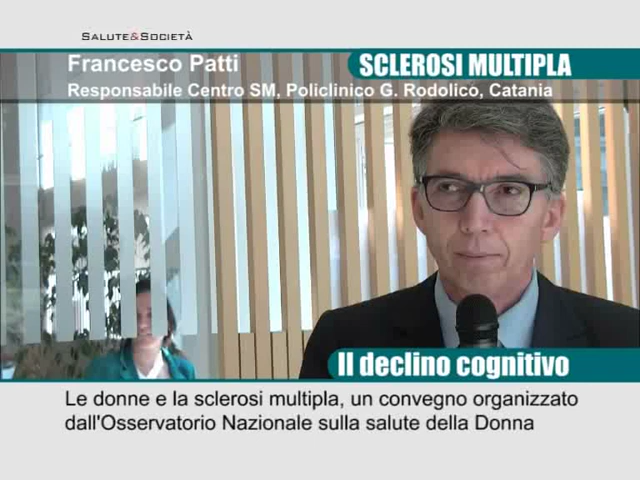 SALUTE&SOCIETÀ
Francesco Patti
SCLEROSI MULTIPLA
Responsabile Centro SM, Policlinico G. Rodolico, Catania
Il declino cognitivo
Le donne e la sclerosi multipla, un convegno organizzato
dall'Osservatorio Nazionale sulla salute della Donna